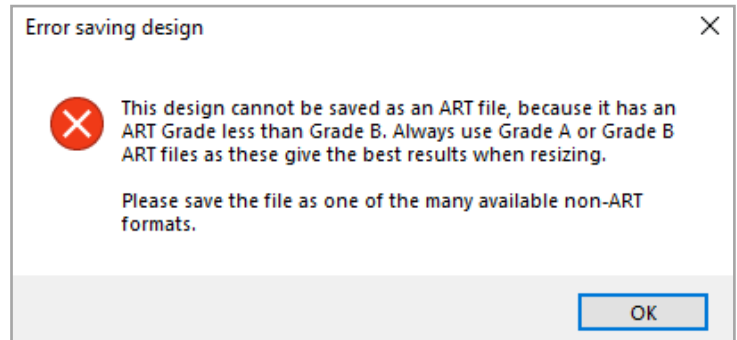 Error saving design
This design cannot be saved as an ART file, because it has an
ART Grade less than Grade B. Always use Grade A or Grade B
ART files as these give the best results when resizing.
Please save the file as one of the many available non-ART
formats.
OK